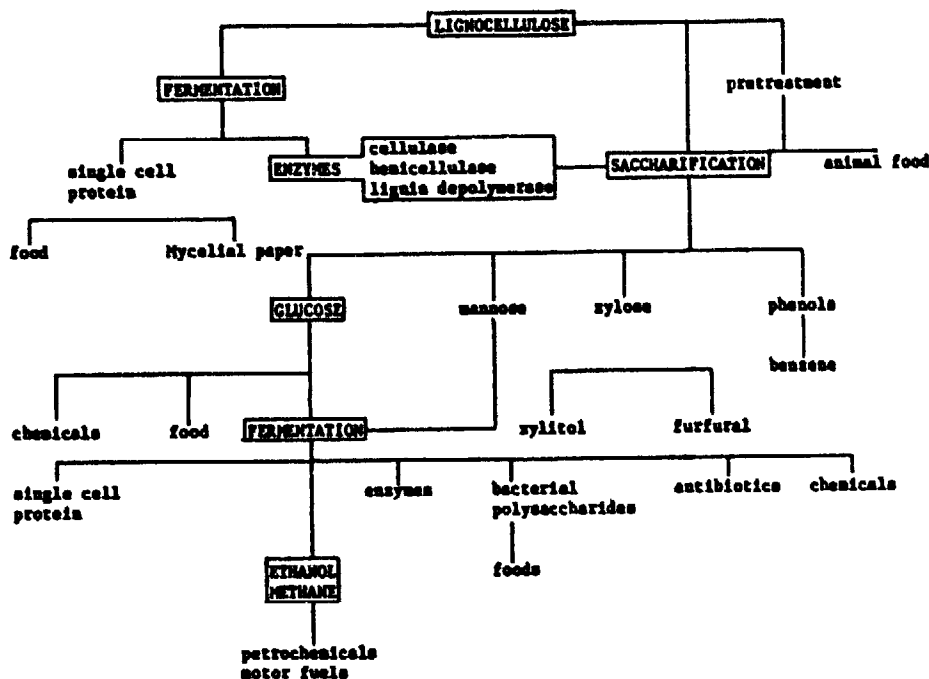 LIGNOCELLULOSE
FERMENTATION
pretreatment
cellulase
single cell
protein
ENZYMES
hemicellulase
lignin depolymerase
SACCHARIFICATION
animal food
food
Mycelial paper
GLUCOSE
mannose
xylose
phenols
benzene
chemicals
food
FERMENTATION
xylitol
furfural
single cell
protein
enzymes
bacterial
polysaccharides
antibiotics
chemicals
foods
ETHANOL
METHANE
petrochemicals
motor fuels